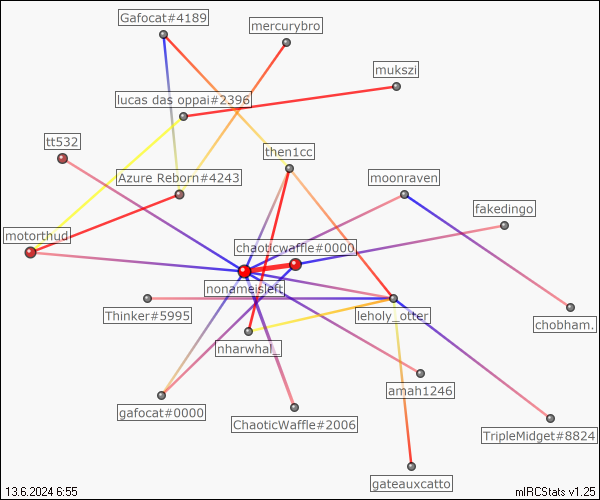 Gafocat#4189
mercurybro
mukszi
lucas das oppai#2396
tt532
then1cc
Azure Reborn#4243
moonraven
fakedingo
motorthud
chaoticwaffle#0000
nonameisleft
Thinker#5995
leholy_otter
chobham.
nharwhal_
amah1246
gafocat#0000
ChaoticWaffle#2006
TripleMidget#8824
gateauxcatto
13.6.2024 6:55
mIRCStats v1.25